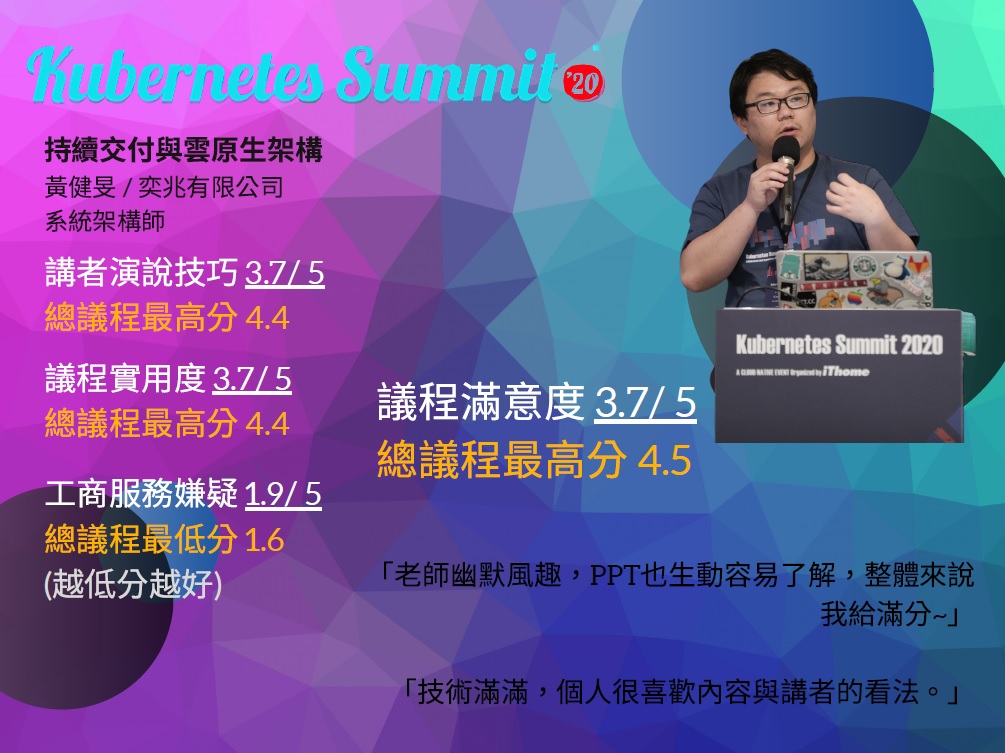 Kubernetes Summit '20
持續交付與雲原生架構
黃健旻 / 奕兆有限公司
系統架構師
講者演說技巧 3.7/ 5
總議程最高分 4.4
議程實用度 3.7/ 5
總議程最高分 4.4
工商服務嫌疑 1.9/ 5
總議程最低分 1.6
(越低分越好)
議程滿意度 3.7/ 5
總議程最高分 4.5
Kubernetes Summit 2020
A CLOUD NATIVE EVENT Organized by iThome
「老師幽默風趣，PPT也生動容易了解，整體來說
我給滿分~」
「技術滿滿，個人很喜歡內容與講者的看法。」